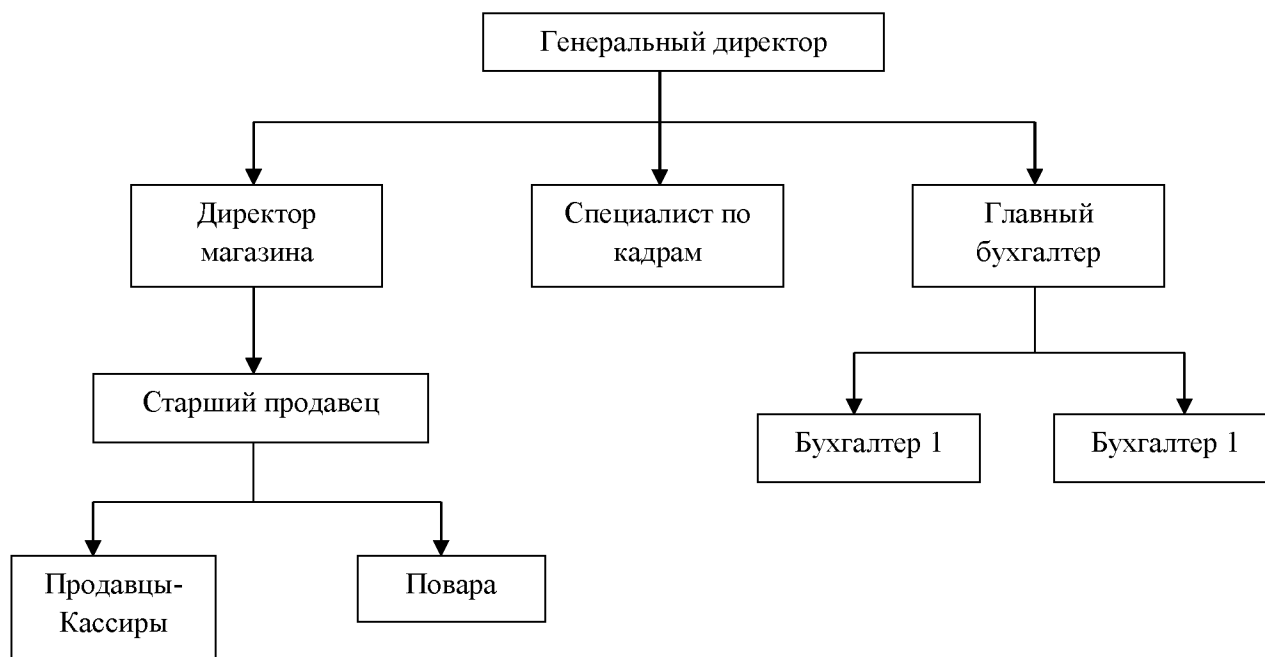 Генеральный директор
Директор
магазина
Специалист по
кадрам
Главный
бухгалтер
Старший продавец
Бухгалтер 1
Бухгалтер 1
Продавцы-
Кассиры
Повара